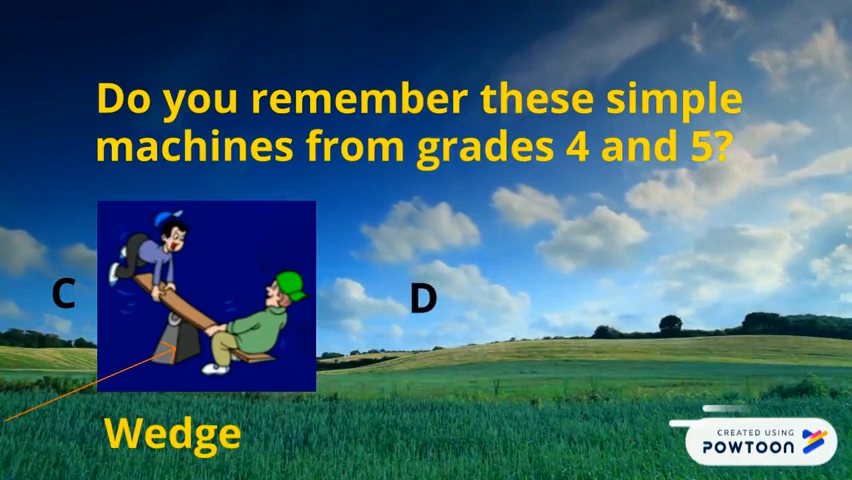 Do you remember these simple
machines from grades 4 and 5?
C
D
Wedge
CREATED USING
POWTOON